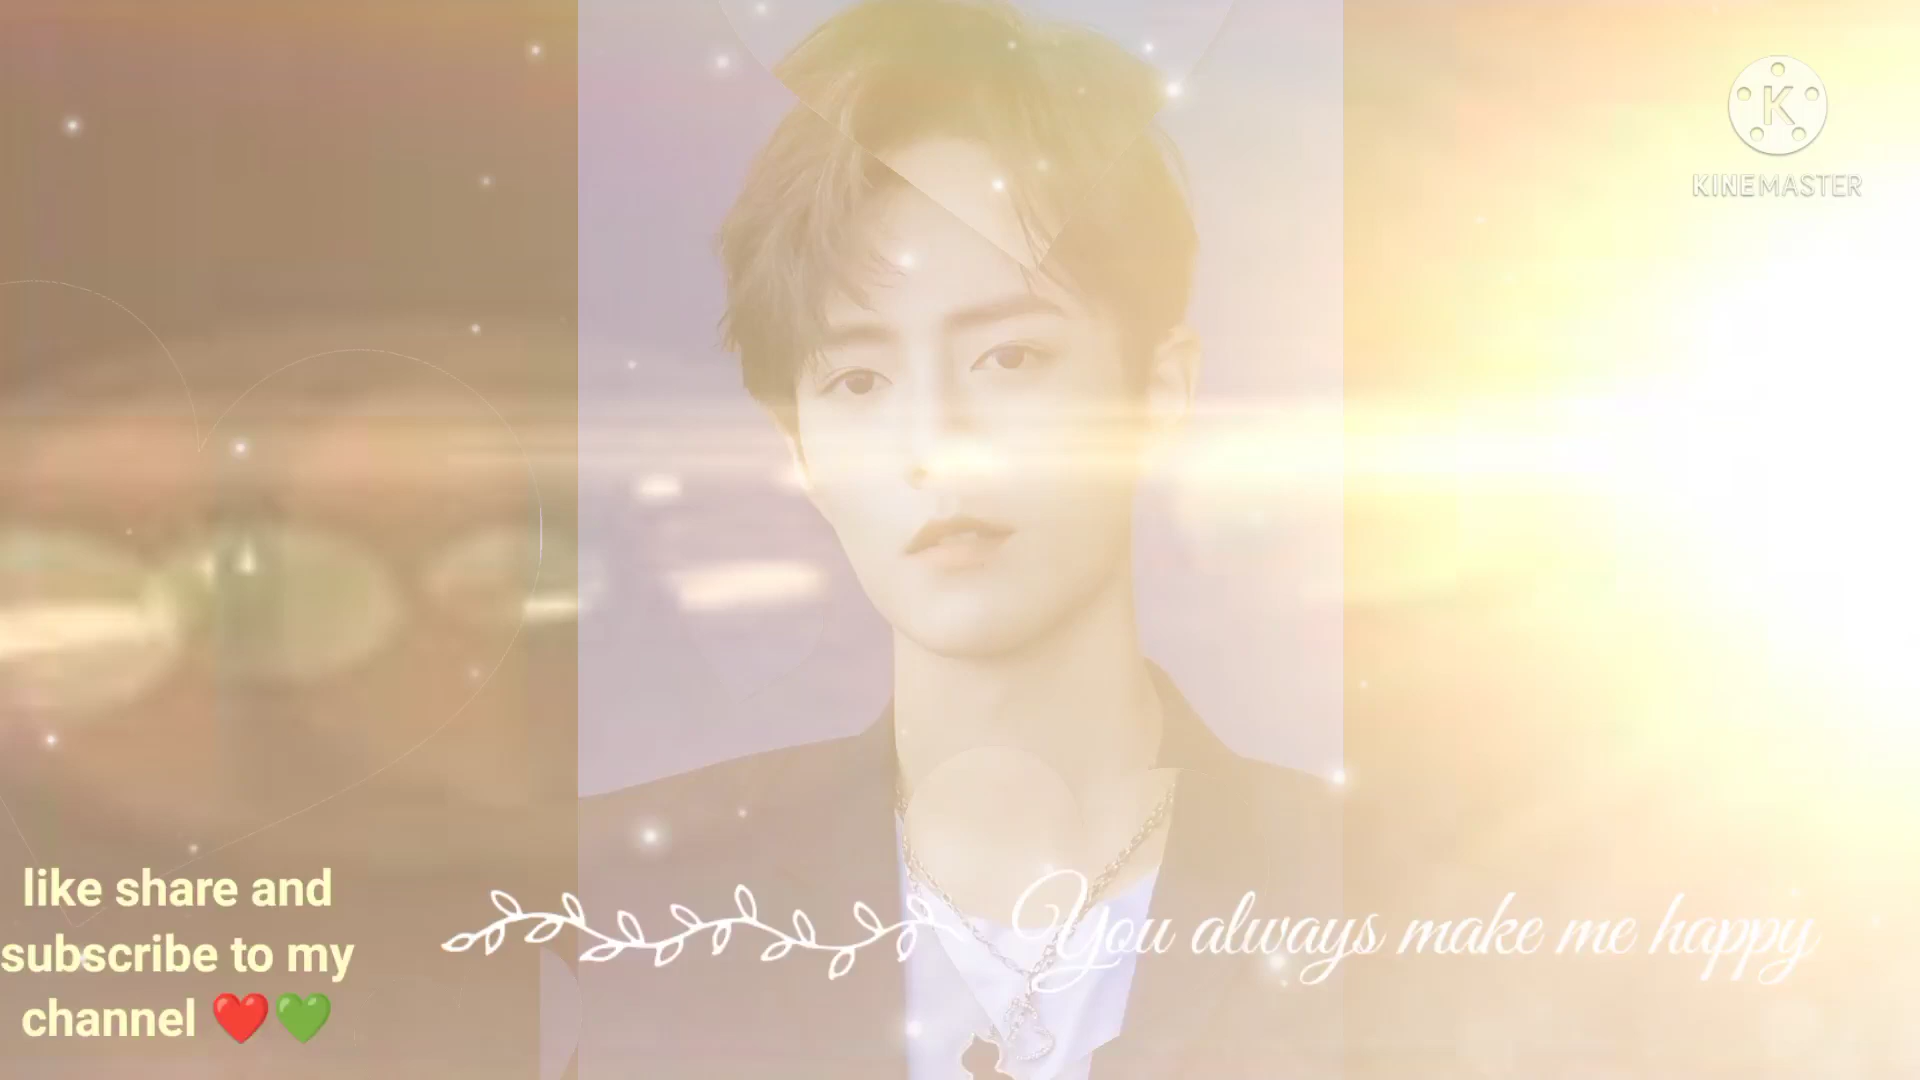 K
KINEMASTER
like share and
subscribe to my
channel ❤️💚
You always make me happy